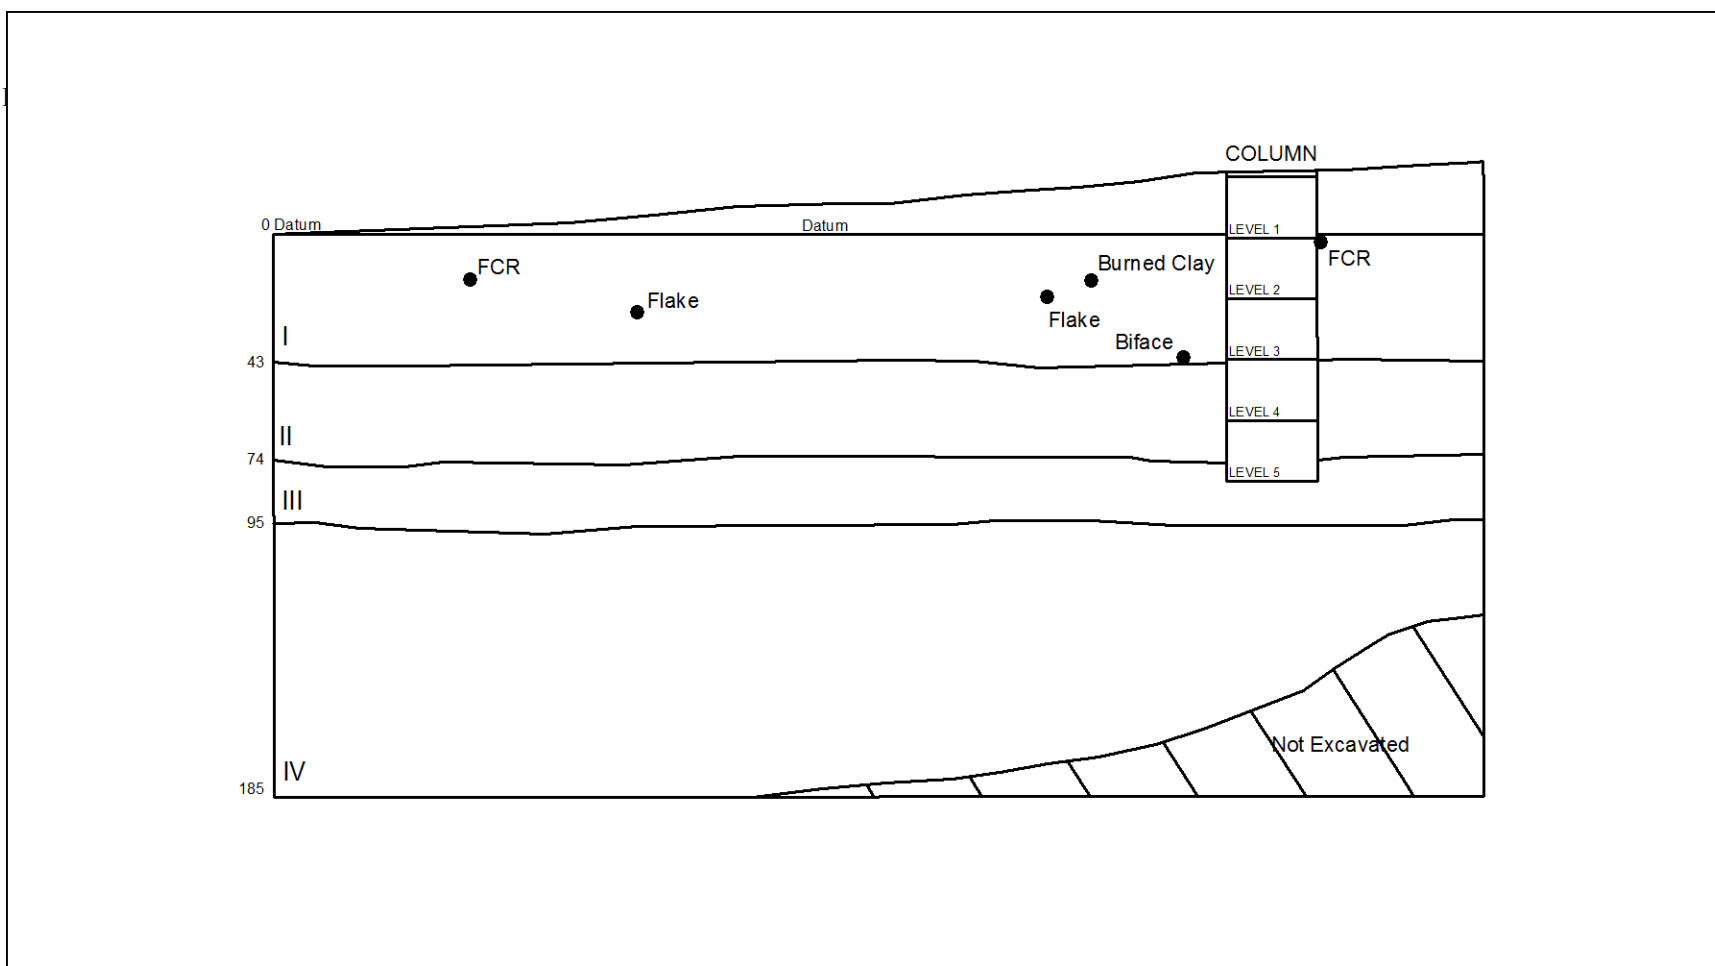 COLUMN
0 Datum
Datum
LEVEL 1
FCR
Burned Clay
FCR
LEVEL 2
Flake
Flake
I
Biface
LEVEL 3
43
LEVEL 4
II
74
LEVEL 5
III
95
Not Excavated
IV
185